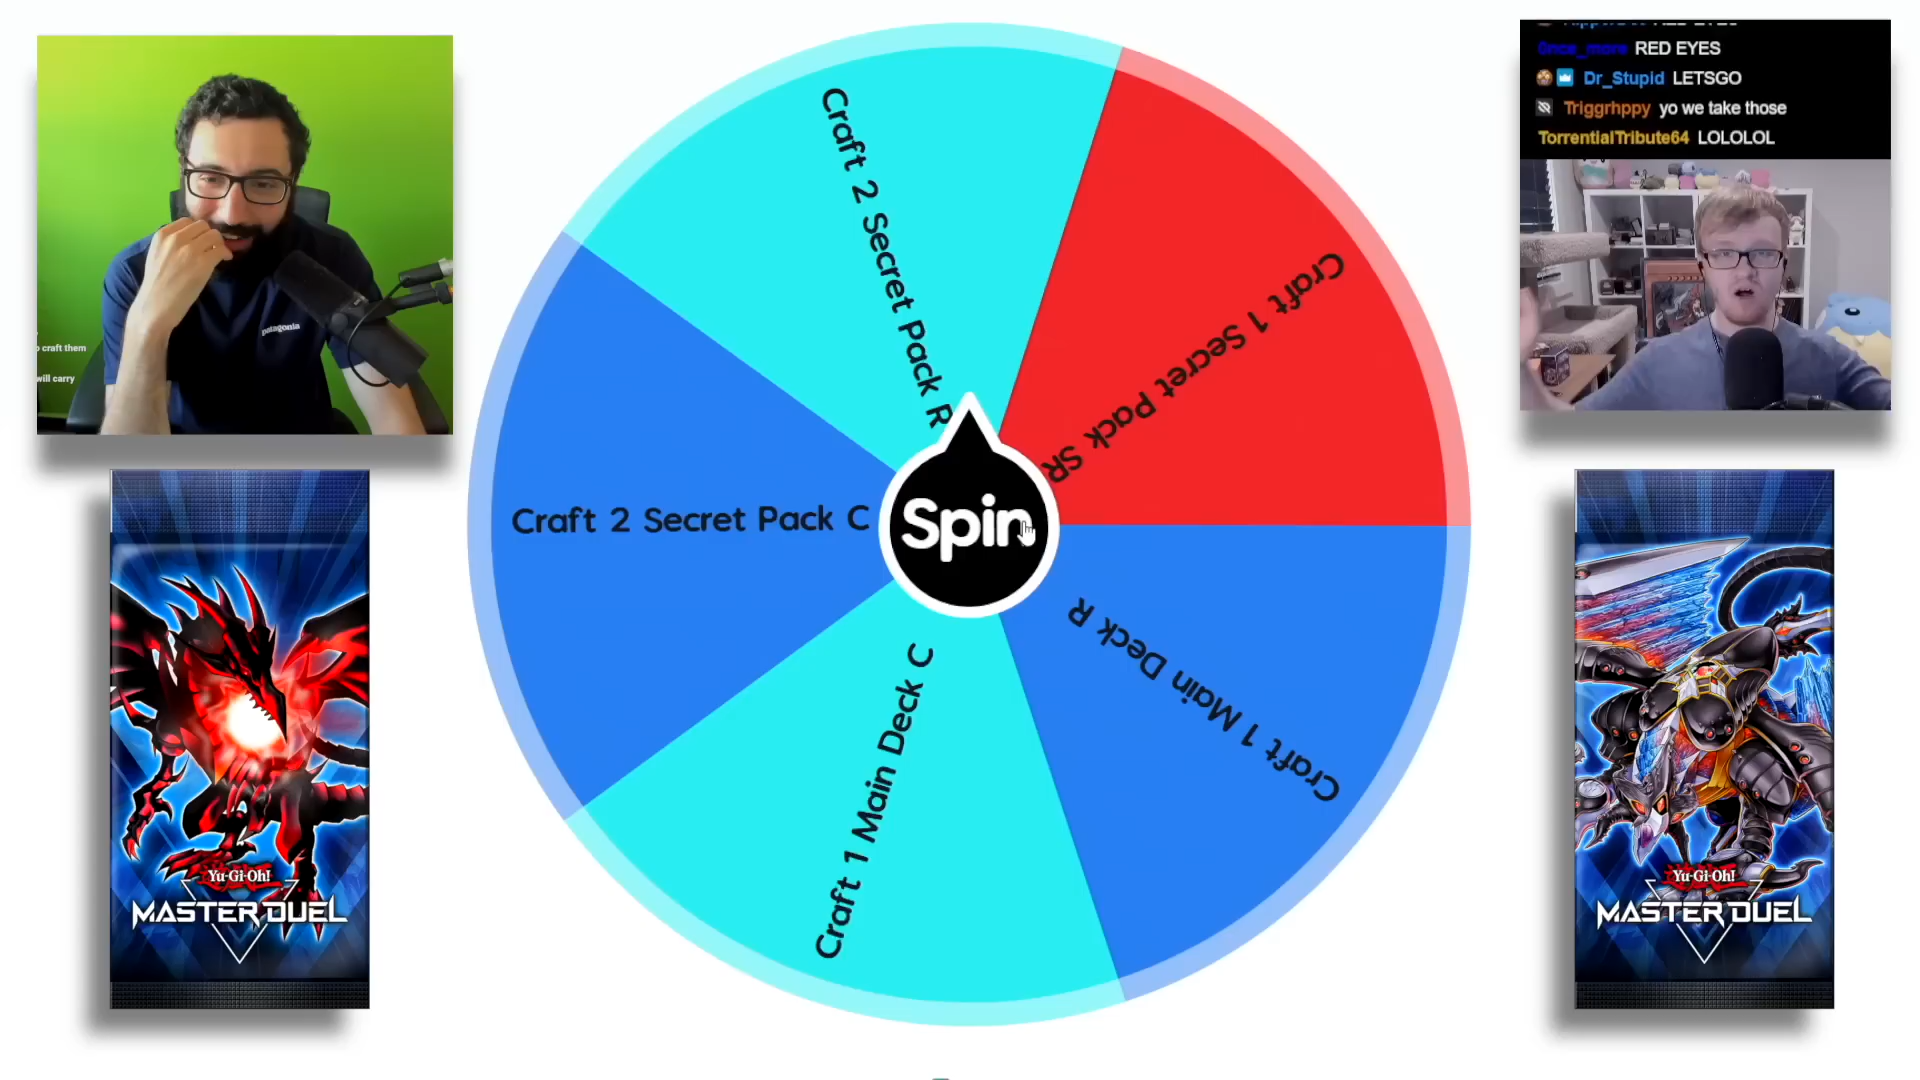 o craft them
will carry
patagonia
Yu-Gi-Oh!
MASTER DUEL
Craft 2 Secret Pack R
Craft 1 Secret Pack SR
Craft 2 Secret Pack C
Spin
Craft 1 Main Deck R
Craft 1 Main Deck C
RED EYES
Dr_Stupid LETSGO
Triggrhppy yo we take those
TorrentialTribute64 LOLOLOL
Yu-Gi-Oh!
MASTER DUEL